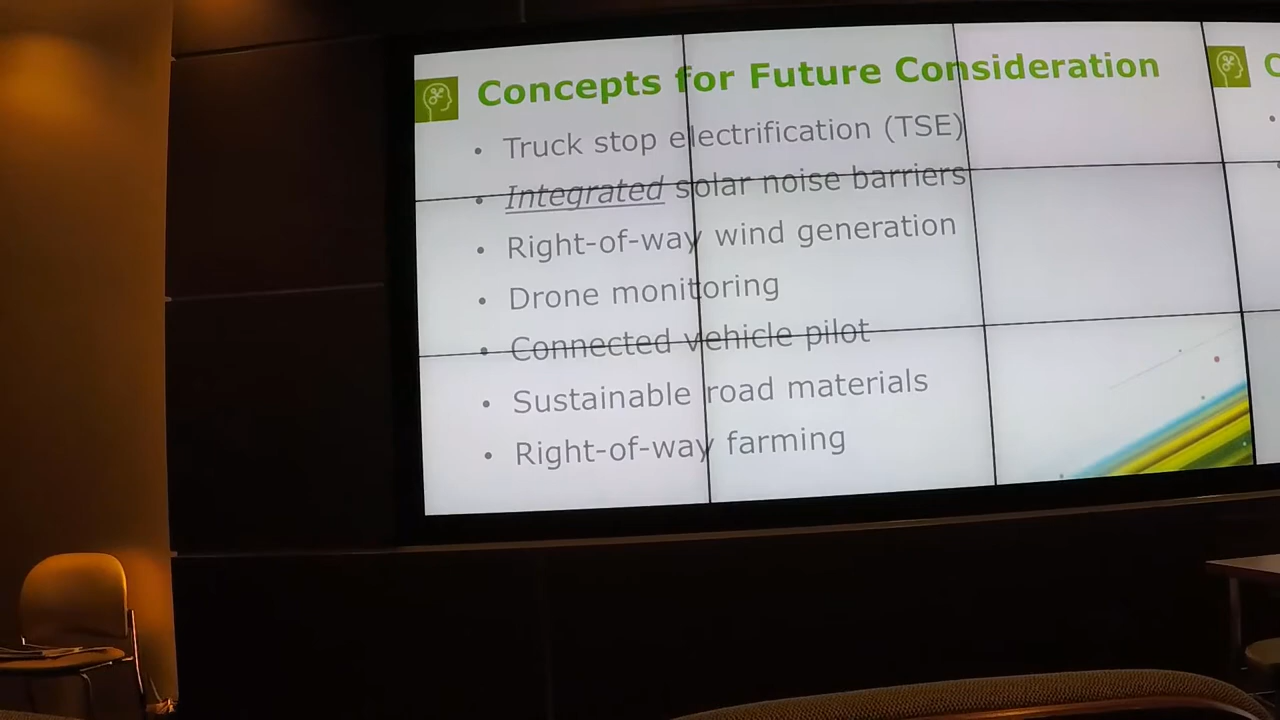 Concepts for Future Consideration
• Truck stop electrification (TSE)
• Integrated solar noise barriers
• Right-of-way wind generation
• Drone monitoring
• Connected vehicle pilot
• Sustainable road materials
• Right-of-way farming